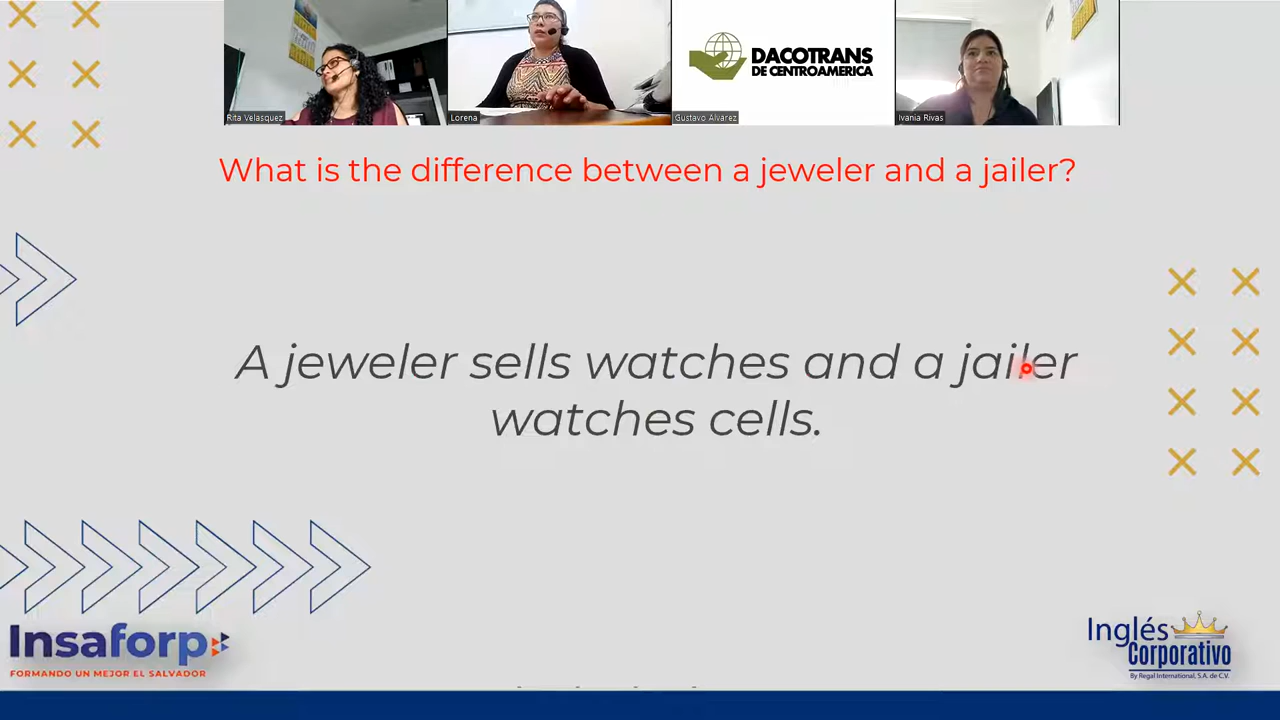 DACOTRANS
DE CENTROAMERICA
Rita Velasquez
Lorena
Gustavo Alvarez
Ivania Rivas
What is the difference between a jeweler and a jailer?
A jeweler sells watches and a jailer
watches cells.
Insaforp
FORMANDO UN MEJOR EL SALVADOR
Inglés
Corporativo
By Regal International, S.A. de C.V.